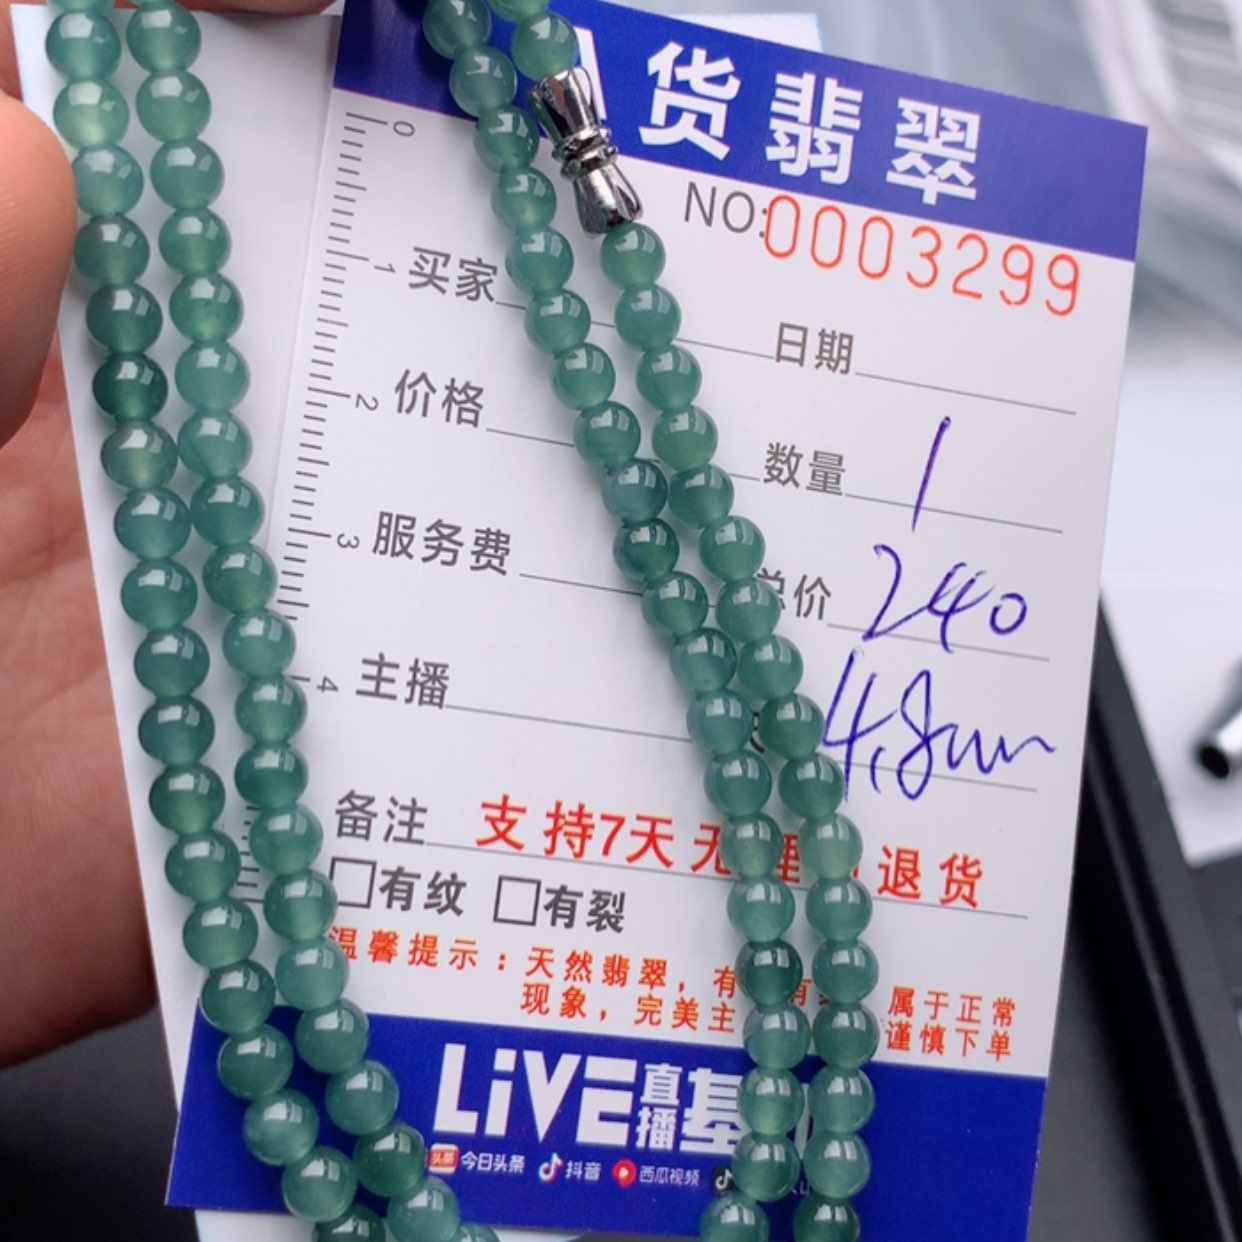 货翡翠
NO:0003299
买家
日期
价格
数量 1
服务费
总价 240
主播
4.8mm
备注 支持7天无理 退货
有纹 有裂
温馨提示：天然翡翠，有 有 属于正常
现象，完美主 谨慎下单
LiVE直播基
今日头条 抖音 西瓜视频
0
1
2
3
4